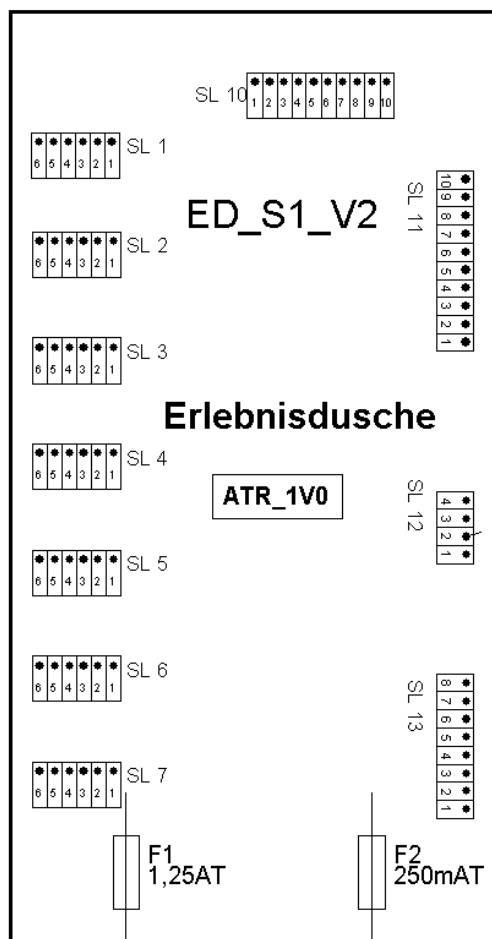 SL 10
1 2 3 4 5 6 7 8 9 10
SL 1
6 5 4 3 2 1
SL 11
10 9 8 7 6 5 4 3 2 1
ED_S1_V2
SL 2
6 5 4 3 2 1
SL 3
6 5 4 3 2 1
Erlebnisdusche
SL 4
6 5 4 3 2 1
ATR_1V0
SL 12
4 3 2 1
SL 5
6 5 4 3 2 1
SL 6
6 5 4 3 2 1
SL 13
8 7 6 5 4 3 2 1
SL 7
6 5 4 3 2 1
F1
1,25AT
F2
250mAT